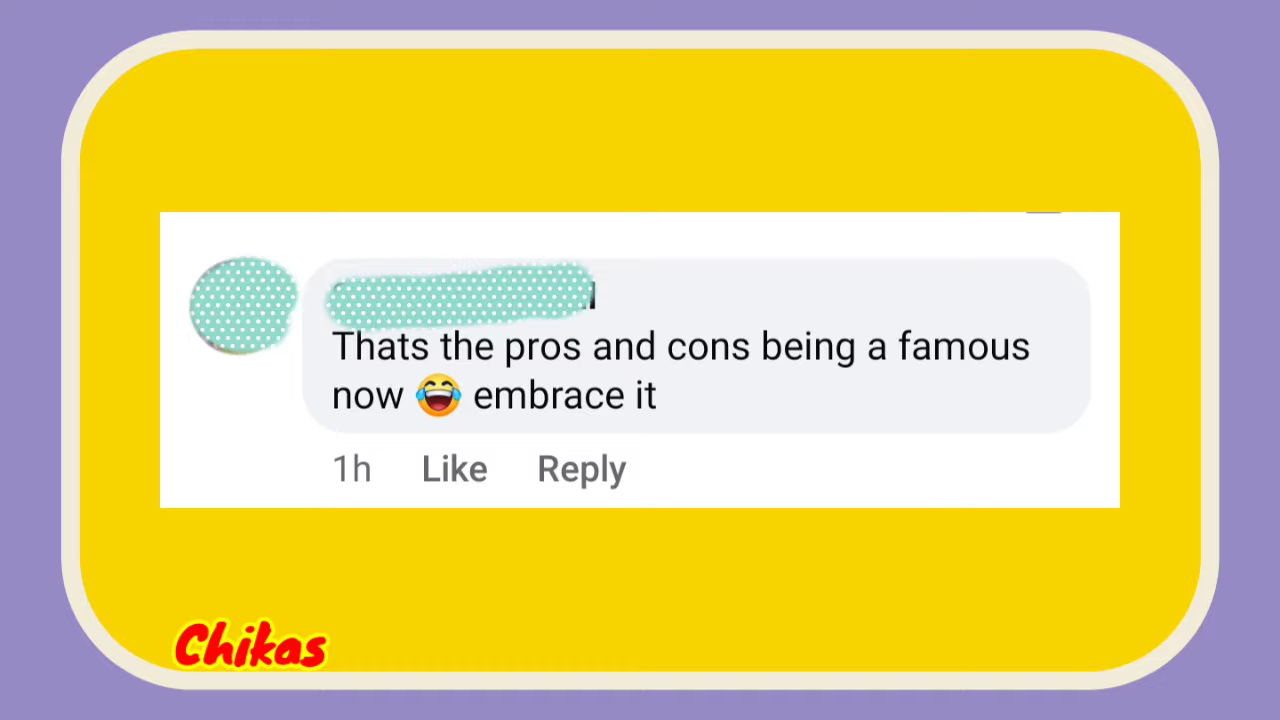 Thats the pros and cons being a famous
now 😂 embrace it
1h Like Reply
Chikas